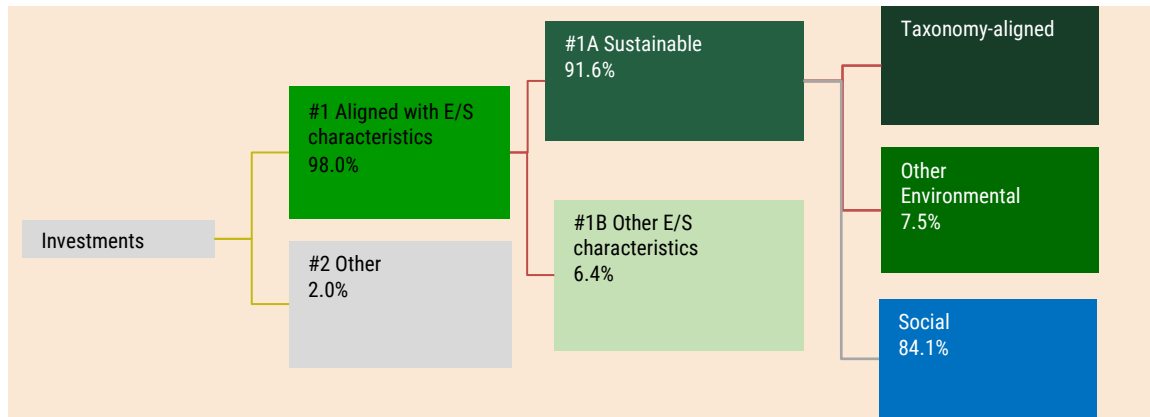 Investments
#1 Aligned with E/S
characteristics
98.0%
#2 Other
2.0%
#1A Sustainable
91.6%
#1B Other E/S
characteristics
6.4%
Taxonomy-aligned
Other
Environmental
7.5%
Social
84.1%